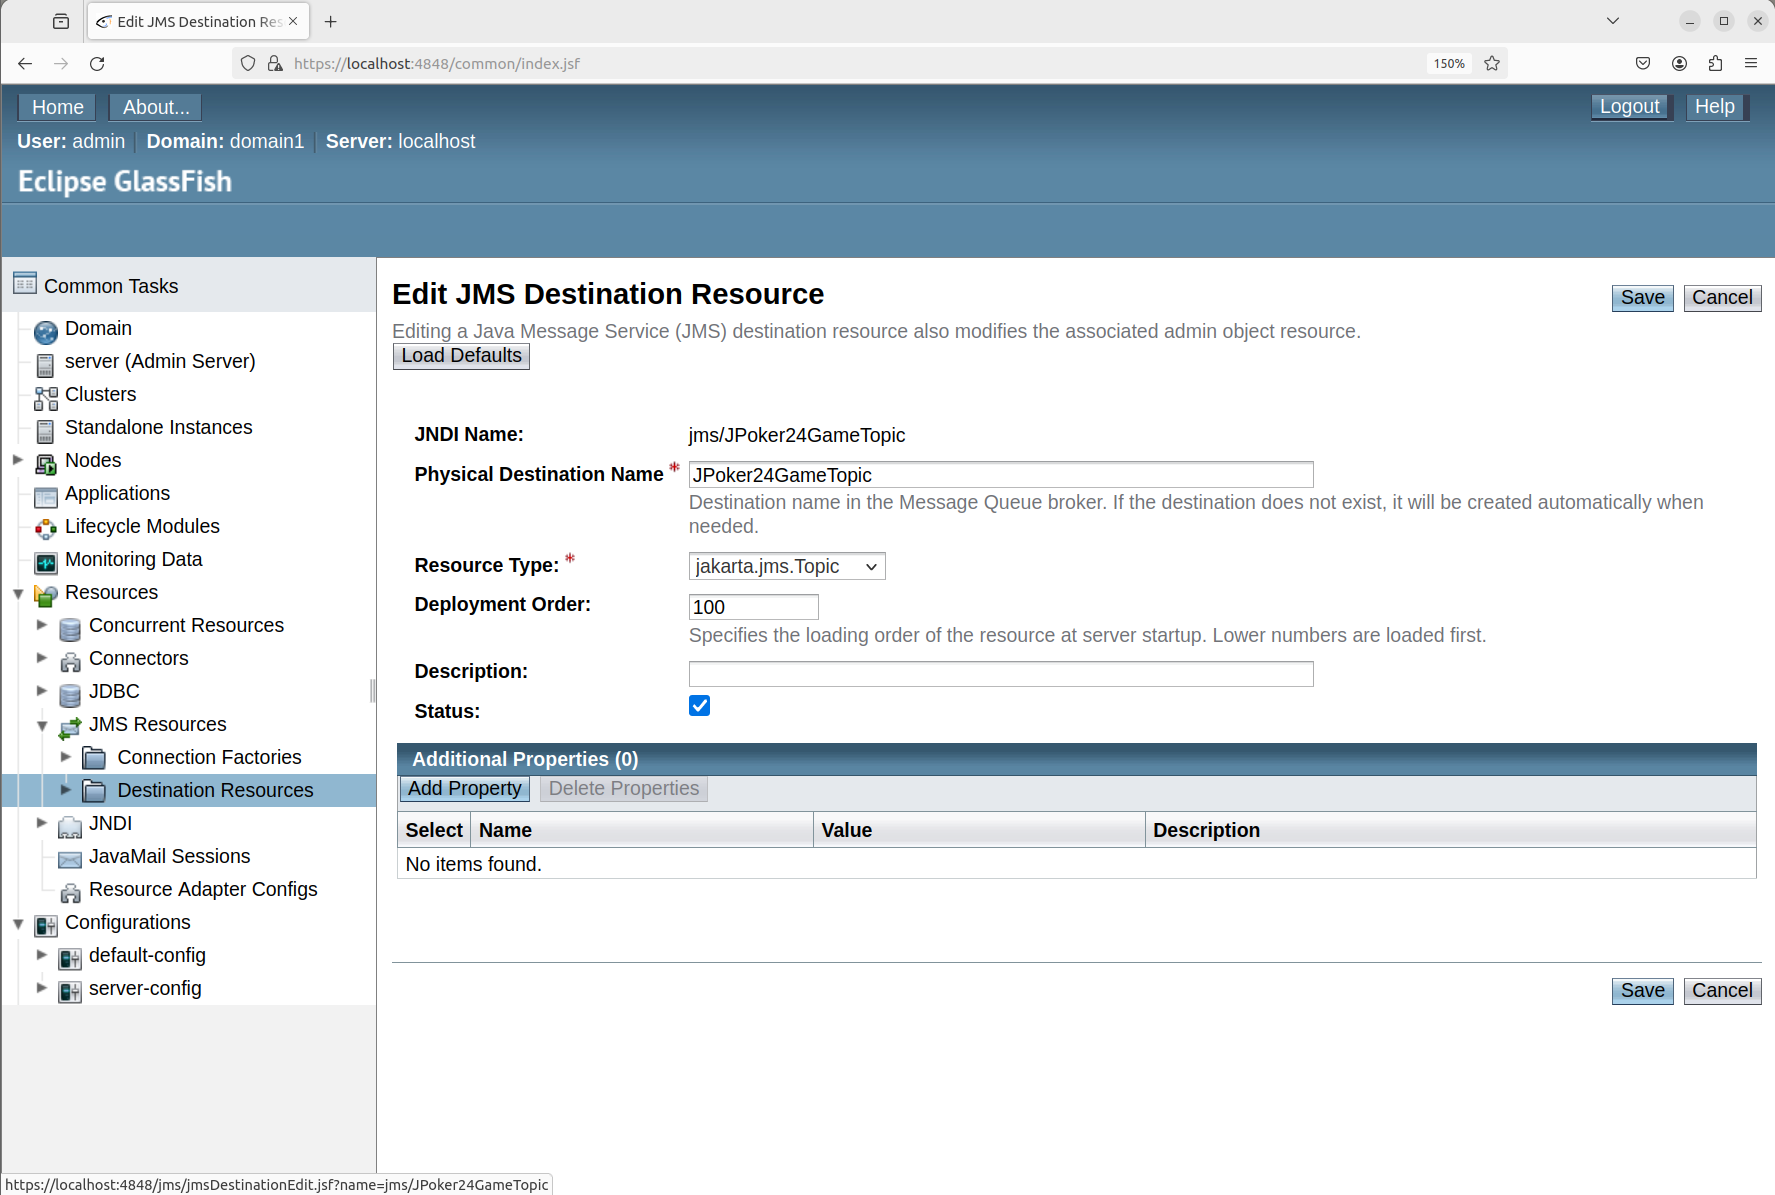 Edit JMS Destination Res
https://localhost:4848/common/index.jsf
150%
Home
About...
Logout
Help
User: admin
Domain: domain1
Server: localhost
Eclipse GlassFish
Common Tasks
Domain
server (Admin Server)
Clusters
Standalone Instances
Nodes
Applications
Lifecycle Modules
Monitoring Data
Resources
Concurrent Resources
Connectors
JDBC
JMS Resources
Connection Factories
Destination Resources
JNDI
JavaMail Sessions
Resource Adapter Configs
Configurations
default-config
server-config
Edit JMS Destination Resource
Save
Cancel
Editing a Java Message Service (JMS) destination resource also modifies the associated admin object resource.
Load Defaults
JNDI Name:
jms/JPoker24GameTopic
Physical Destination Name *
JPoker24GameTopic
Destination name in the Message Queue broker. If the destination does not exist, it will be created automatically when
needed.
Resource Type: *
jakarta.jms.Topic
Deployment Order:
100
Specifies the loading order of the resource at server startup. Lower numbers are loaded first.
Description:
Status:
Additional Properties (0)
Add Property
Delete Properties
Select
Name
Value
Description
No items found.
Save
Cancel
https://localhost:4848/jms/jmsDestinationEdit.jsf?name=jms/JPoker24GameTopic